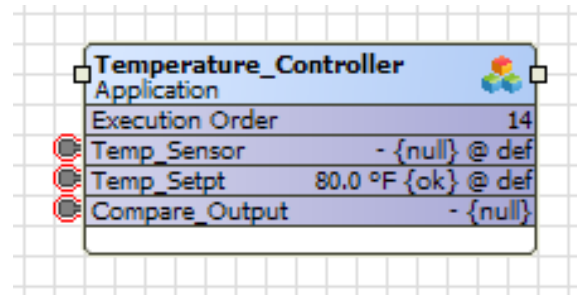 Temperature_Controller
Application
Execution Order 14
Temp_Sensor - {null} @ def
Temp_Setpt 80.0 °F {ok} @ def
Compare_Output - {null}